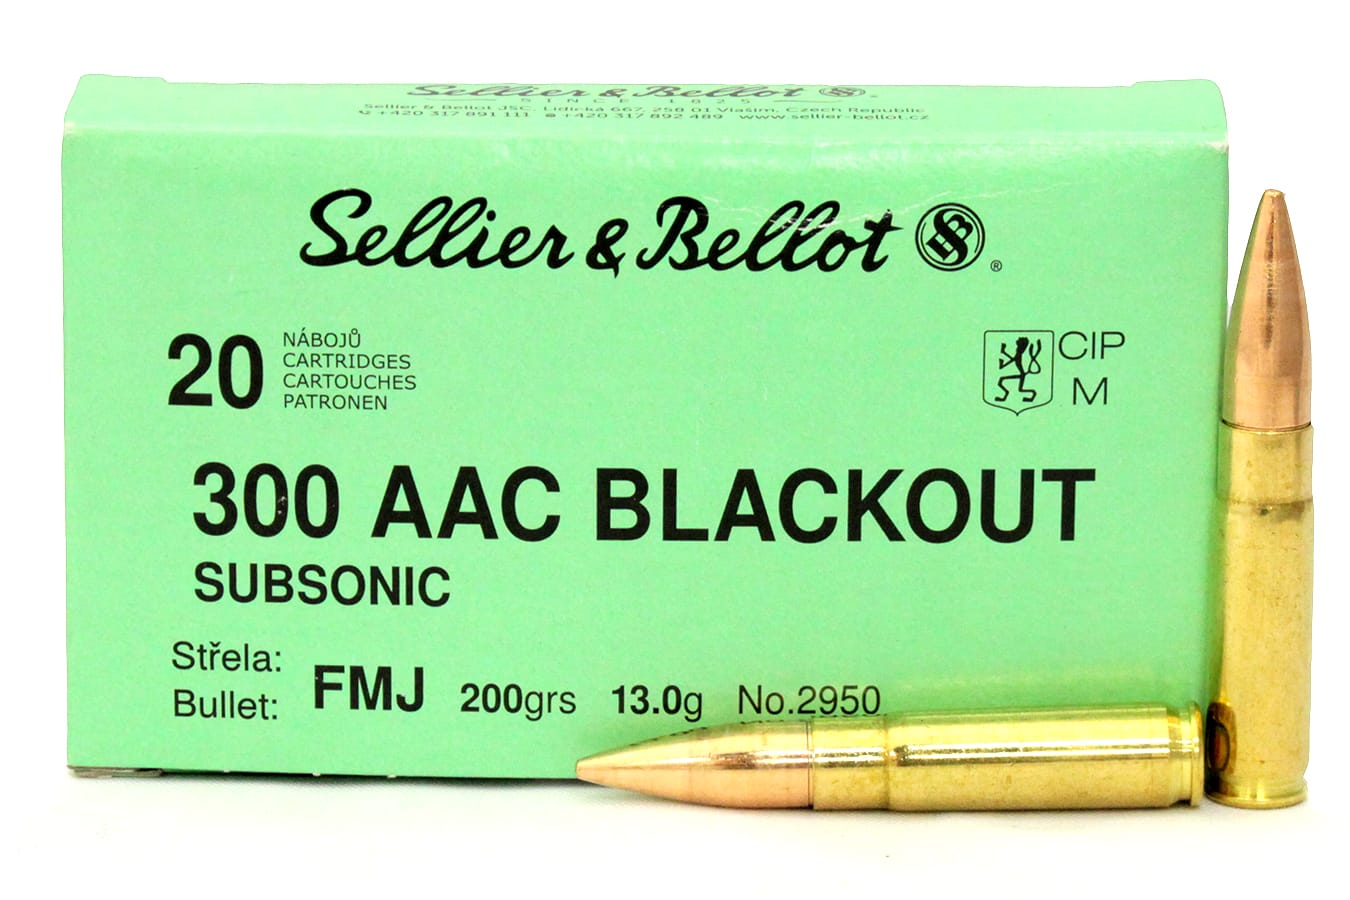 Sellier & Bellot
SINCE 1825
Sellier & Bellot JSC, Lidická 667, 258 01 Vlašim, Czech Republic
+420 317 891 111 +420 317 892 489 www.sellier-bellot.cz
Sellier & Bellot SB ®
20 NÁBOJŮ
CARTRIDGES
CARTOUCHES
PATRONEN
CIP
M
300 AAC BLACKOUT
SUBSONIC
Střela:
Bullet: FMJ 200grs 13.0g No.2950